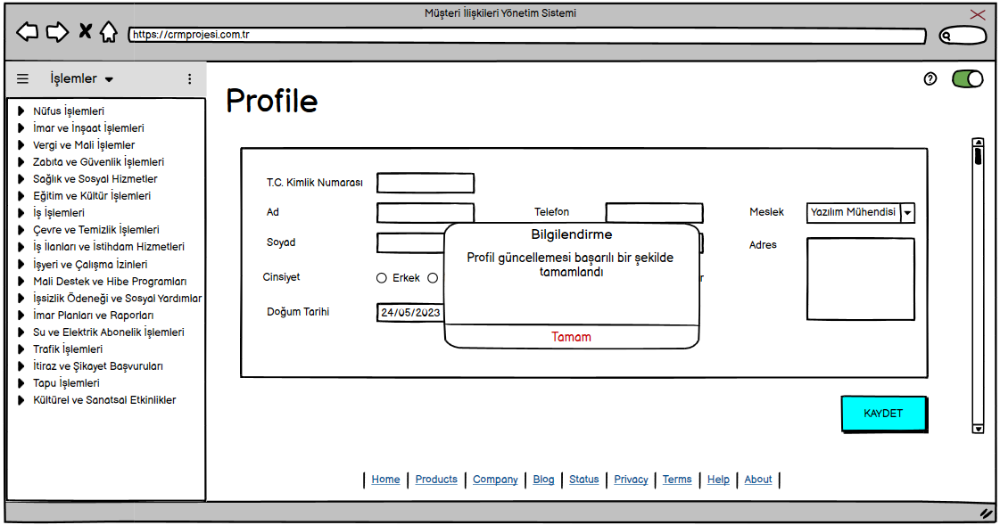 Müşteri İlişkileri Yönetim Sistemi
https://crmprojesi.com.tr
İşlemler
Nüfus İşlemleri
İmar ve İnşaat İşlemleri
Vergi ve Mali İşlemler
Zabıta ve Güvenlik İşlemleri
Sağlık ve Sosyal Hizmetler
Eğitim ve Kültür İşlemleri
İş İşlemleri
Çevre ve Temizlik İşlemleri
İş İlanları ve İstihdam Hizmetleri
İşyeri ve Çalışma İzinleri
Mali Destek ve Hibe Programları
İşsizlik Ödeneği ve Sosyal Yardımlar
İmar Planları ve Raporları
Su ve Elektrik Abonelik İşlemleri
Trafik İşlemleri
İtiraz ve Şikayet Başvuruları
Tapu İşlemleri
Kültürel ve Sanatsal Etkinlikler
Profile
T.C. Kimlik Numarası
Ad
Telefon
Meslek
Yazılım Mühendisi
Soyad
Adres
Cinsiyet
Erkek
Doğum Tarihi
24/05/2023
Bilgilendirme
Profil güncellemesi başarılı bir şekilde
tamamlandı
Tamam
KAYDET
Home Products Company Blog Status Privacy Terms Help About